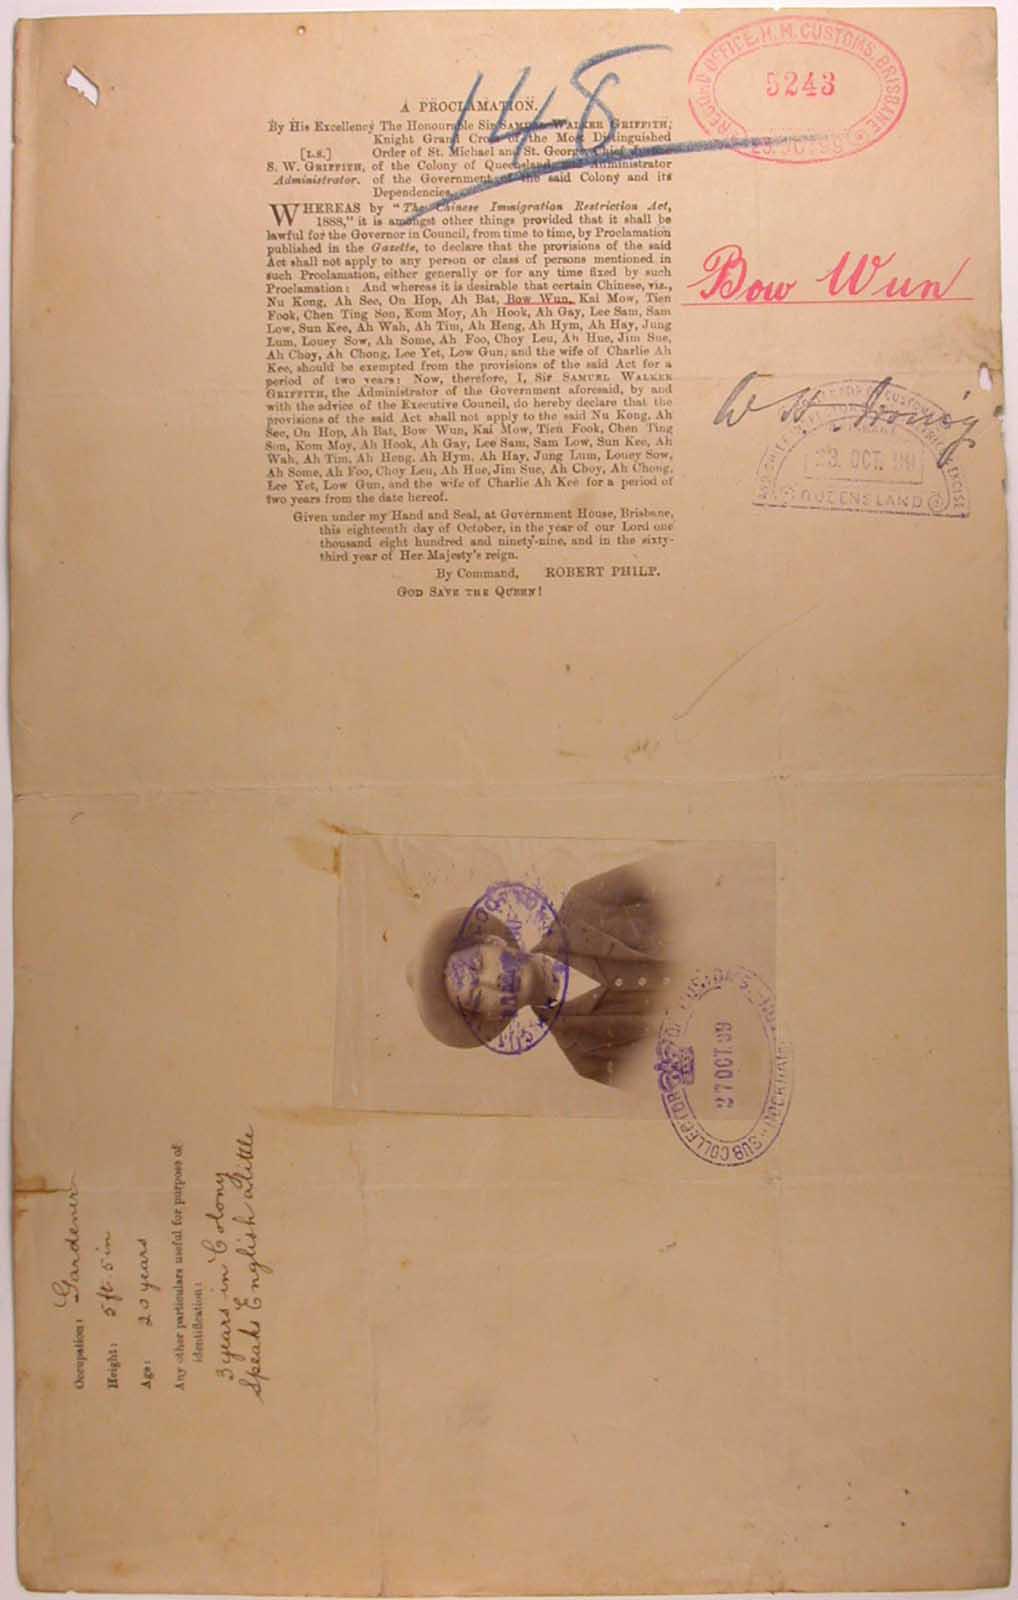 148
RECORD OFFICE, H. M. CUSTOMS, BRISBANE
5243
23. OCT. 99
A PROCLAMATION.
By His Excellency The Honourable Sir SAMUEL WALKER GRIFFITH,
Knight Grand Cross of the Most Distinguished
[L.S.] Order of St. Michael and St. George, Chief Justice
S. W. GRIFFITH, of the Colony of Queensland, and Administrator
Administrator. of the Government of the said Colony and its
Dependencies.
WHEREAS by "The Chinese Immigration Restriction Act,
1888," it is amongst other things provided that it shall be
lawful for the Governor in Council, from time to time, by Proclamation
published in the Gazette, to declare that the provisions of the said
Act shall not apply to any person or class of persons mentioned in
such Proclamation, either generally or for any time fixed by such
Proclamation: And whereas it is desirable that certain Chinese, viz.,
Nu Kong, Ah See, On Hop, Ah Bat, Bow Wun, Kai Mow, Tien
Fook, Chen Ting Son, Kom Moy, Ah Hook, Ah Gay, Lee Sam, Sam
Low, Sun Kee, Ah Wah, Ah Tim, Ah Heng, Ah Hym, Ah Hay, Jung
Lum, Louey Sow, Ah Some, Ah Foo, Choy Leu, Ah Hue, Jim Sue,
Ah Choy, Ah Chong, Lee Yet, Low Gun, and the wife of Charlie Ah
Kee, should be exempted from the provisions of the said Act for a
period of two years: Now, therefore, I, Sir SAMUEL WALKER
GRIFFITH, the Administrator of the Government aforesaid, by and
with the advice of the Executive Council, do hereby declare that the
provisions of the said Act shall not apply to the said Nu Kong, Ah
See, On Hop, Ah Bat, Bow Wun, Kai Mow, Tien Fook, Chen Ting
Son, Kom Moy, Ah Hook, Ah Gay, Lee Sam, Sam Low, Sun Kee, Ah
Wah, Ah Tim, Ah Heng, Ah Hym, Ah Hay, Jung Lum, Louey Sow,
Ah Some, Ah Foo, Choy Leu, Ah Hue, Jim Sue, Ah Choy, Ah Chong,
Lee Yet, Low Gun, and the wife of Charlie Ah Kee for a period of
two years from the date hereof.
Given under my Hand and Seal, at Government House, Brisbane,
this eighteenth day of October, in the year of our Lord one
thousand eight hundred and ninety-nine, and in the sixty-
third year of Her Majesty's reign.
By Command, ROBERT PHILP.
GOD SAVE THE QUEEN!
Bow Wun
W H Irving
23. OCT. 99
QUEENSLAND
SUB COLLECTOR OF CUSTOMS
27 OCT. 99
Occupation: Gardener
Height: 5 ft. 5 in
Age: 20 years
Any other particulars useful for purpose of
identification:
3 years in Colony
Speaks English a little